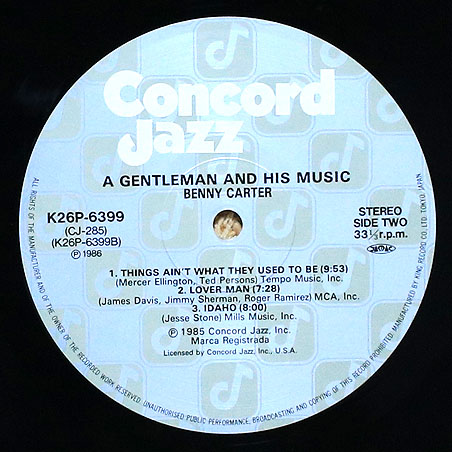 Concord
Jazz
A GENTLEMAN AND HIS MUSIC
BENNY CARTER
K26P-6399
(CJ-285)
(K26P-6399B)
Ⓟ 1986
STEREO
SIDE TWO
33⅓ r.p.m.
1. THINGS AIN'T WHAT THEY USED TO BE (9:53)
(Mercer Ellington, Ted Persons) Tempo Music, Inc.
2. LOVER MAN (7:28)
(James Davis, Jimmy Sherman, Roger Ramirez) MCA, Inc.
3. IDAHO (8:00)
(Jesse Stone) Mills Music, Inc.
Ⓟ © 1985 Concord Jazz, Inc.
Marca Registrada
Licensed by Concord Jazz, Inc., U.S.A.
ALL RIGHTS OF THE MANUFACTURER AND OF THE OWNER OF THE RECORDED WORK RESERVED. UNAUTHORISED PUBLIC PERFORMANCE, BROADCASTING AND COPYING OF THIS RECORD PROHIBITED. MANUFACTURED BY KING RECORD CO. LTD. TOKYO JAPAN.